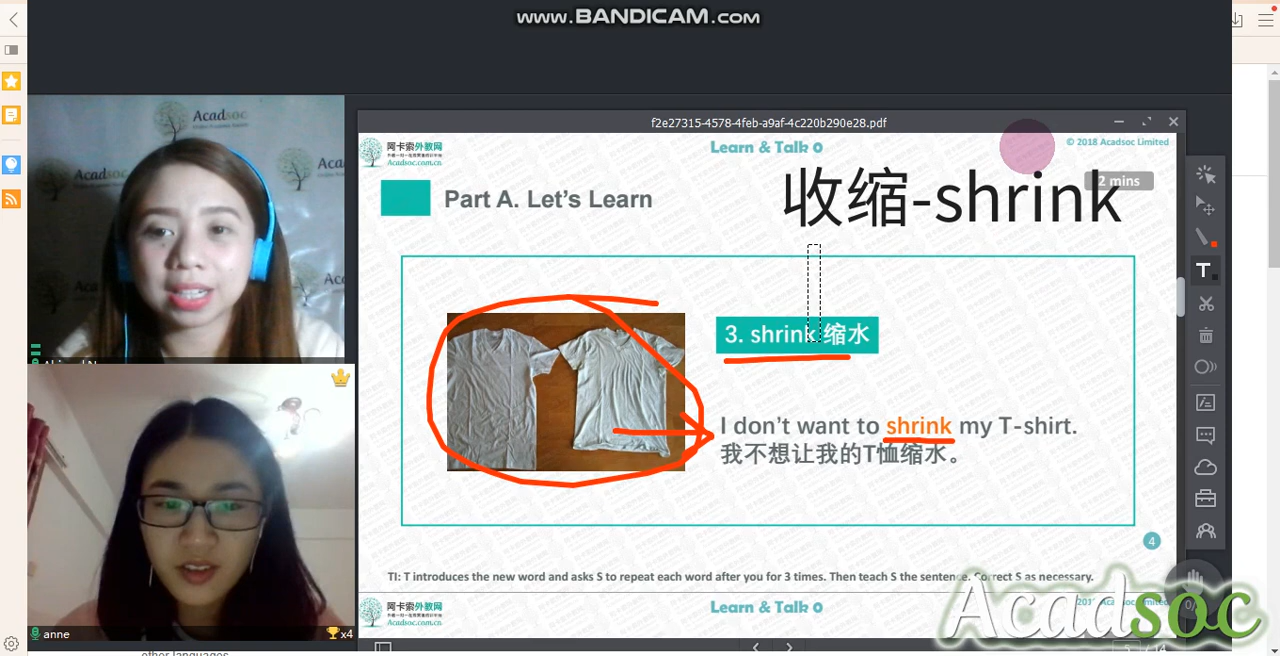 www.BANDICAM.com
f2e27315-4578-4feb-a9af-4c220b290e28.pdf
Acadsoc
Acadsoc
Acadsoc
阿卡索外教网
Acadsoc.com.cn
Learn & Talk 0
© 2018 Acadsoc Limited
2 mins
收缩-shrink
Part A. Let's Learn
3. shrink 缩水
I don't want to shrink my T-shirt.
我不想让我的T恤缩水。
4
TI: T introduces the new word and asks S to repeat each word after you for 3 times. Then teach S the sentence. Correct S as necessary.
阿卡索外教网
Acadsoc.com.cn
Learn & Talk 0
Acadsoc
anne
x4
T
other languages